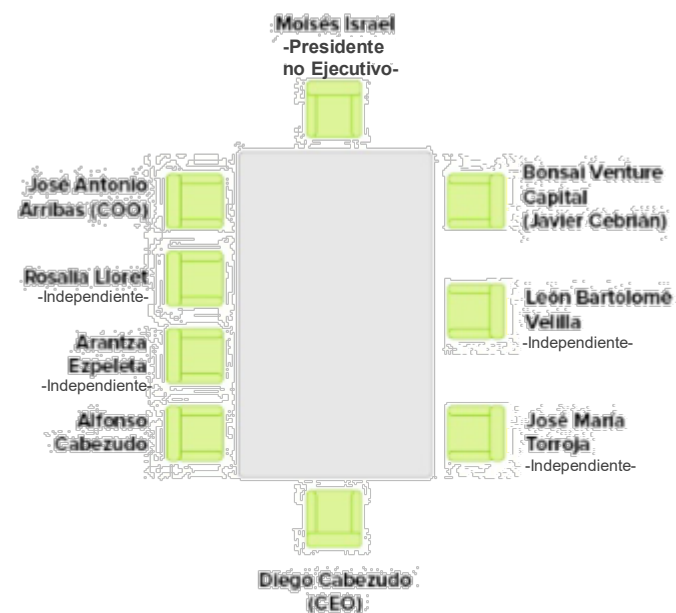 Moisés Israel
-Presidente
no Ejecutivo-
José Antonio
Arribas (COO)
Rosalía Lloret
-Independiente-
Arantza
Ezpeleta
-Independiente-
Alfonso
Cabezudo
Bonsai Venture
Capital
(Javier Cebrián)
León Bartolomé
Velilla
-Independiente-
José María
Torroja
-Independiente-
Diego Cabezudo
(CEO)